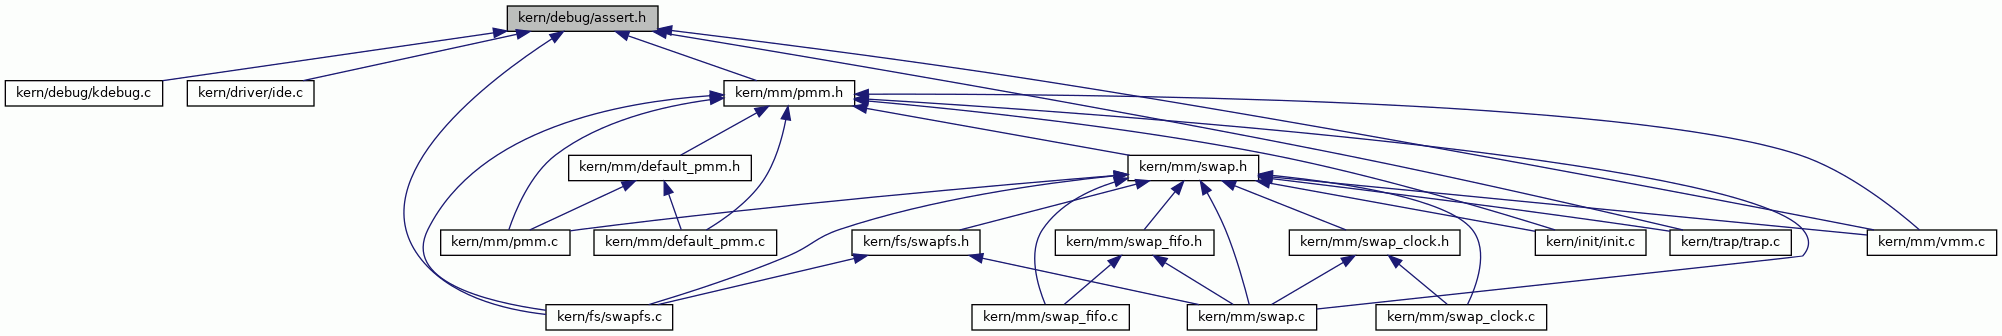 kern/debug/assert.h
kern/debug/kdebug.c
kern/driver/ide.c
kern/mm/pmm.h
kern/mm/default_pmm.h
kern/mm/swap.h
kern/mm/pmm.c
kern/mm/default_pmm.c
kern/fs/swapfs.h
kern/mm/swap_fifo.h
kern/mm/swap_clock.h
kern/init/init.c
kern/trap/trap.c
kern/mm/vmm.c
kern/fs/swapfs.c
kern/mm/swap_fifo.c
kern/mm/swap.c
kern/mm/swap_clock.c